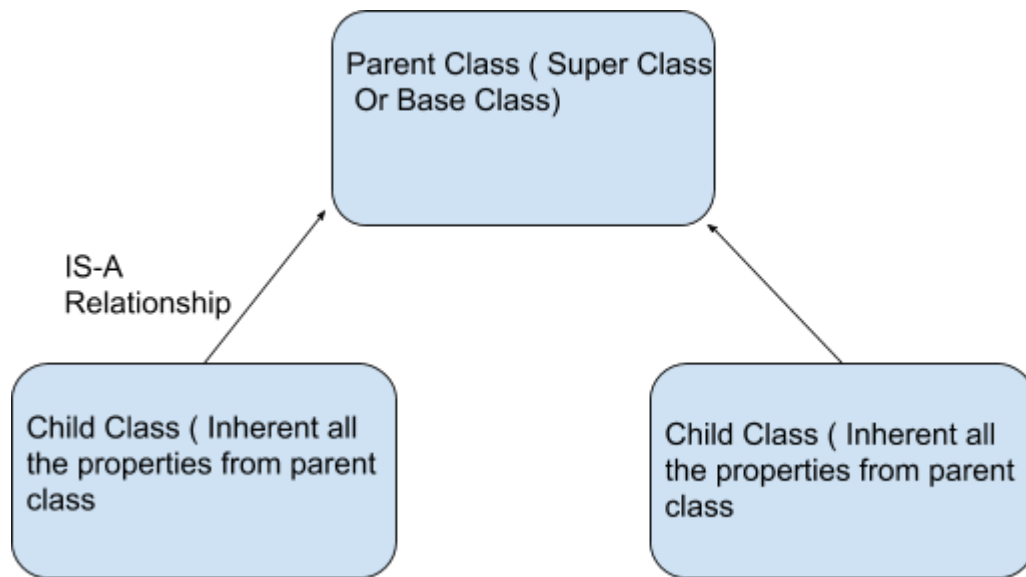 Parent Class ( Super Class
Or Base Class)
IS-A
Relationship
Child Class ( Inherent all
the properties from parent
class
Child Class ( Inherent all
the properties from parent
class